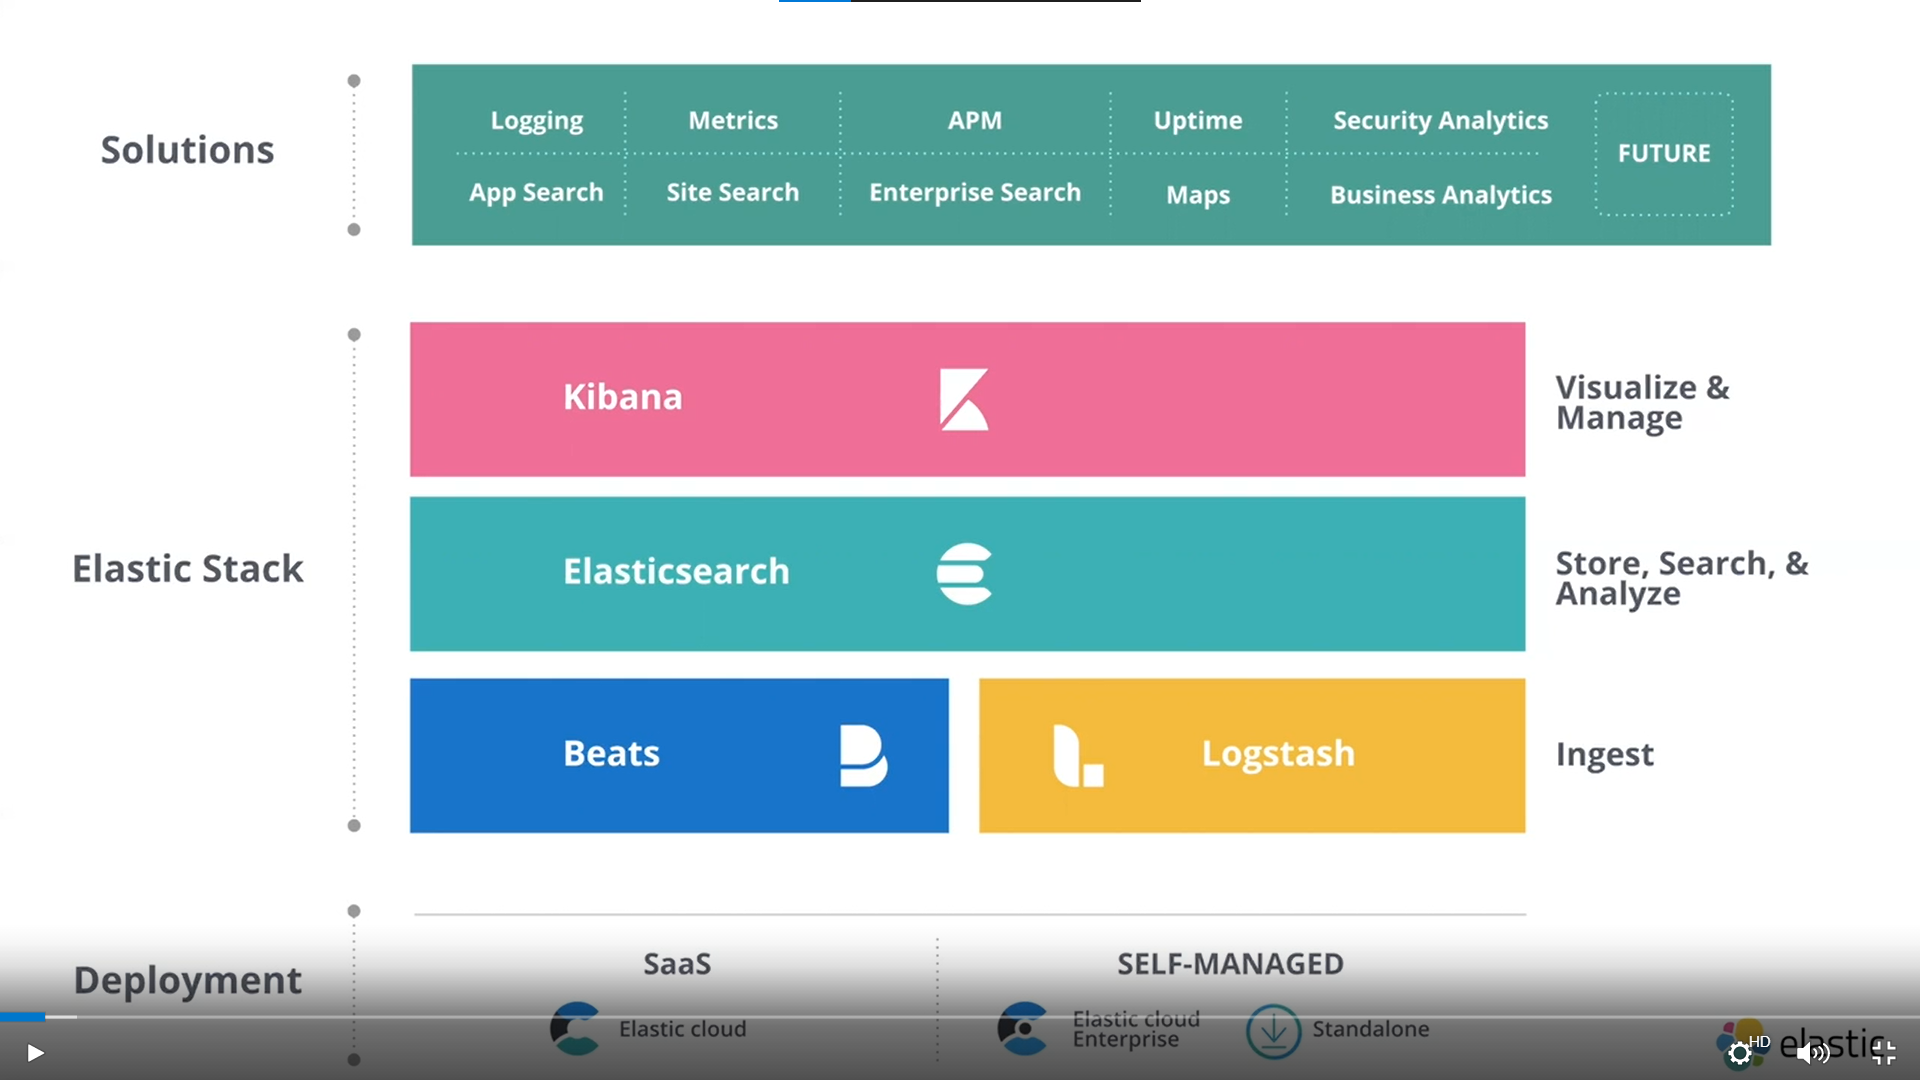 Solutions
Logging
Metrics
APM
Uptime
Security Analytics
FUTURE
App Search
Site Search
Enterprise Search
Maps
Business Analytics
Elastic Stack
Kibana
Visualize &
Manage
Elasticsearch
Store, Search, &
Analyze
Beats
Logstash
Ingest
Deployment
SaaS
SELF-MANAGED
Elastic cloud
Elastic cloud
Enterprise
Standalone
HD
elastic